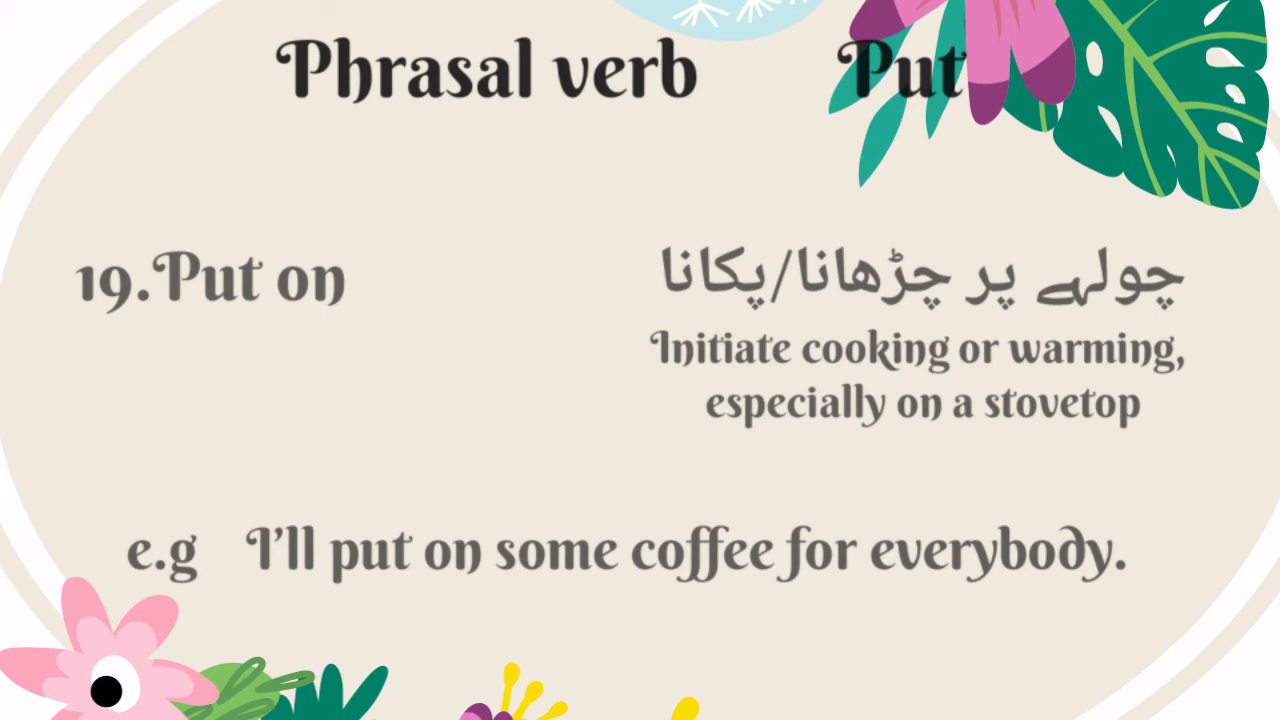 Phrasal verb Put
19.Put on
چولہے پر چڑھانا/پکانا
Initiate cooking or warming,
especially on a stovetop
e.g I'll put on some coffee for everybody.